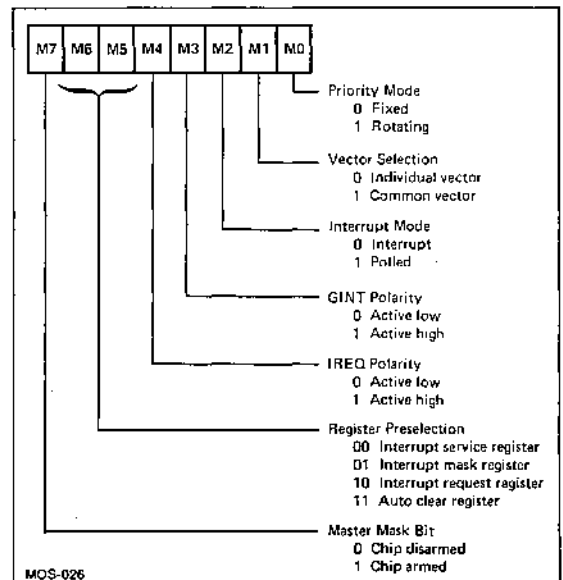 M7 M6 M5 M4 M3 M2 M1 M0
Priority Mode
0 Fixed
1 Rotating
Vector Selection
0 Individual vector
1 Common vector
Interrupt Mode
0 Interrupt
1 Polled
GINT Polarity
0 Active low
1 Active high
IREQ Polarity
0 Active low
1 Active high
Register Preselection
00 Interrupt service register
01 Interrupt mask register
10 Interrupt request register
11 Auto clear register
Master Mask Bit
0 Chip disarmed
1 Chip armed
MOS-026